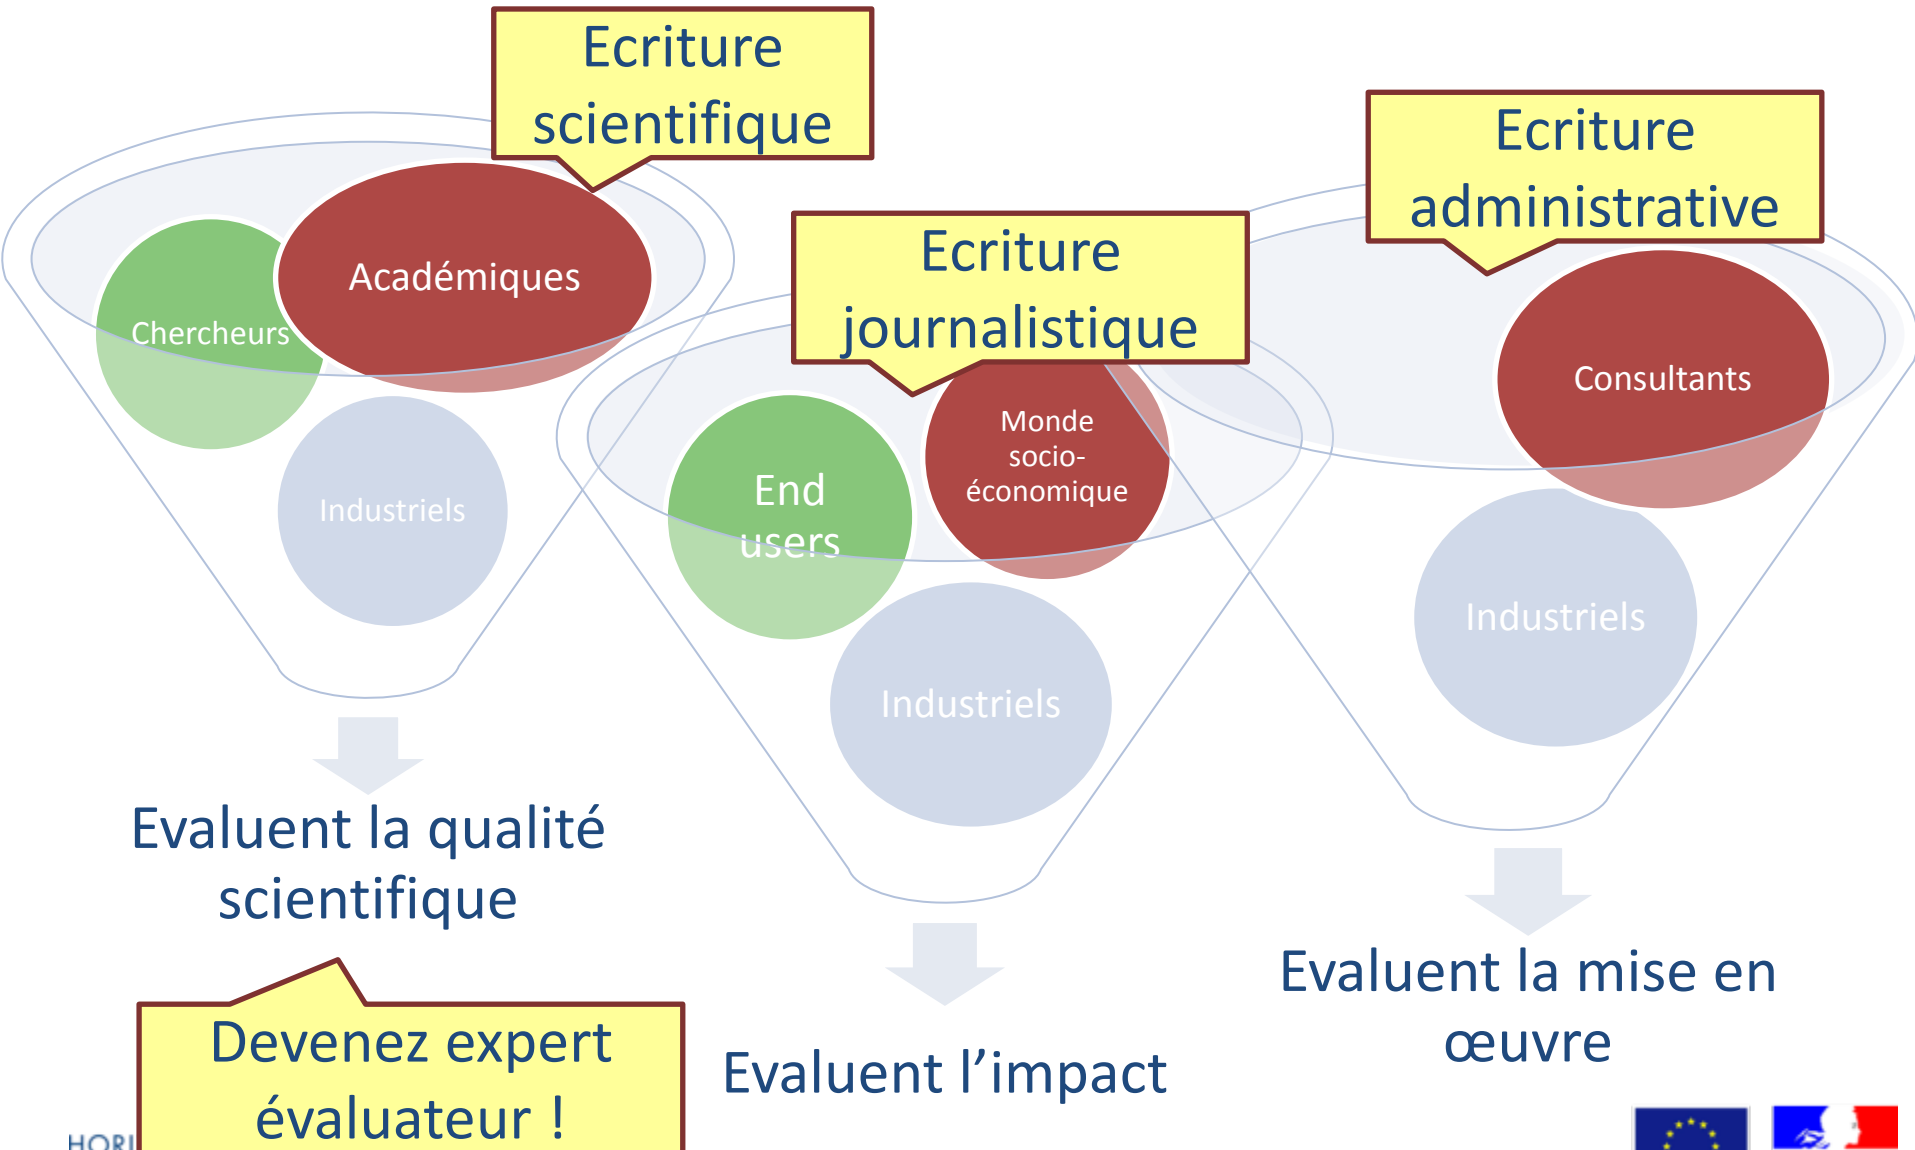 Ecriture
scientifique
Académiques
Chercheurs
Industriels
Evaluent la qualité
scientifique
Devenez expert
évaluateur !
Ecriture
journalistique
Monde
socio-
économique
End
users
Industriels
Evaluent l’impact
Ecriture
administrative
Consultants
Industriels
Evaluent la mise en
œuvre